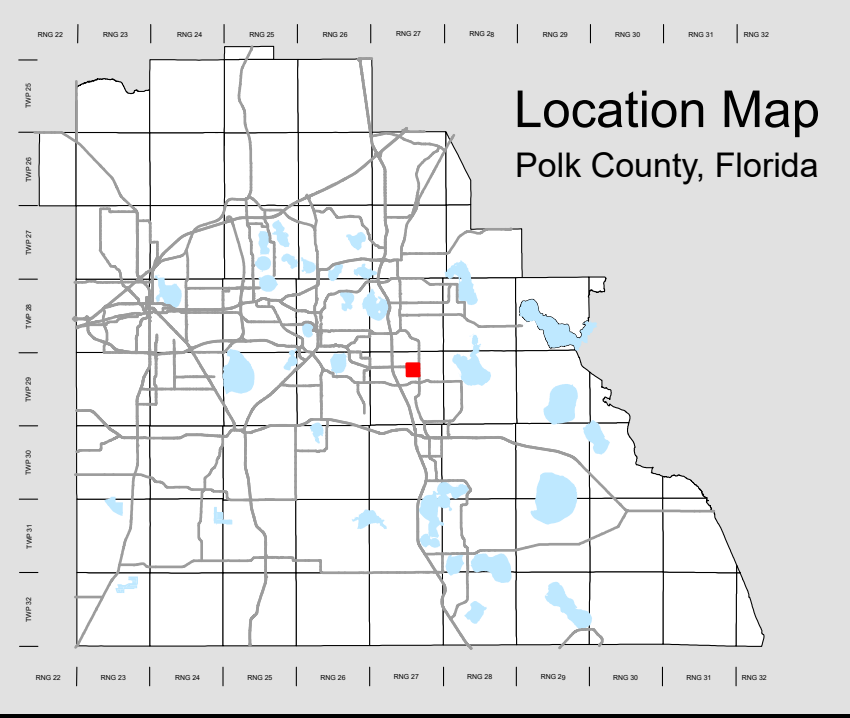 RNG 22 RNG 23 RNG 24 RNG 25 RNG 26 RNG 27 RNG 28 RNG 29 RNG 30 RNG 31 RNG 32
TWP 25
Location Map
Polk County, Florida
TWP 26
TWP 27
TWP 28
TWP 29
TWP 30
TWP 31
TWP 32
RNG 22 RNG 23 RNG 24 RNG 25 RNG 26 RNG 27 RNG 28 RNG 29 RNG 30 RNG 31 RNG 32